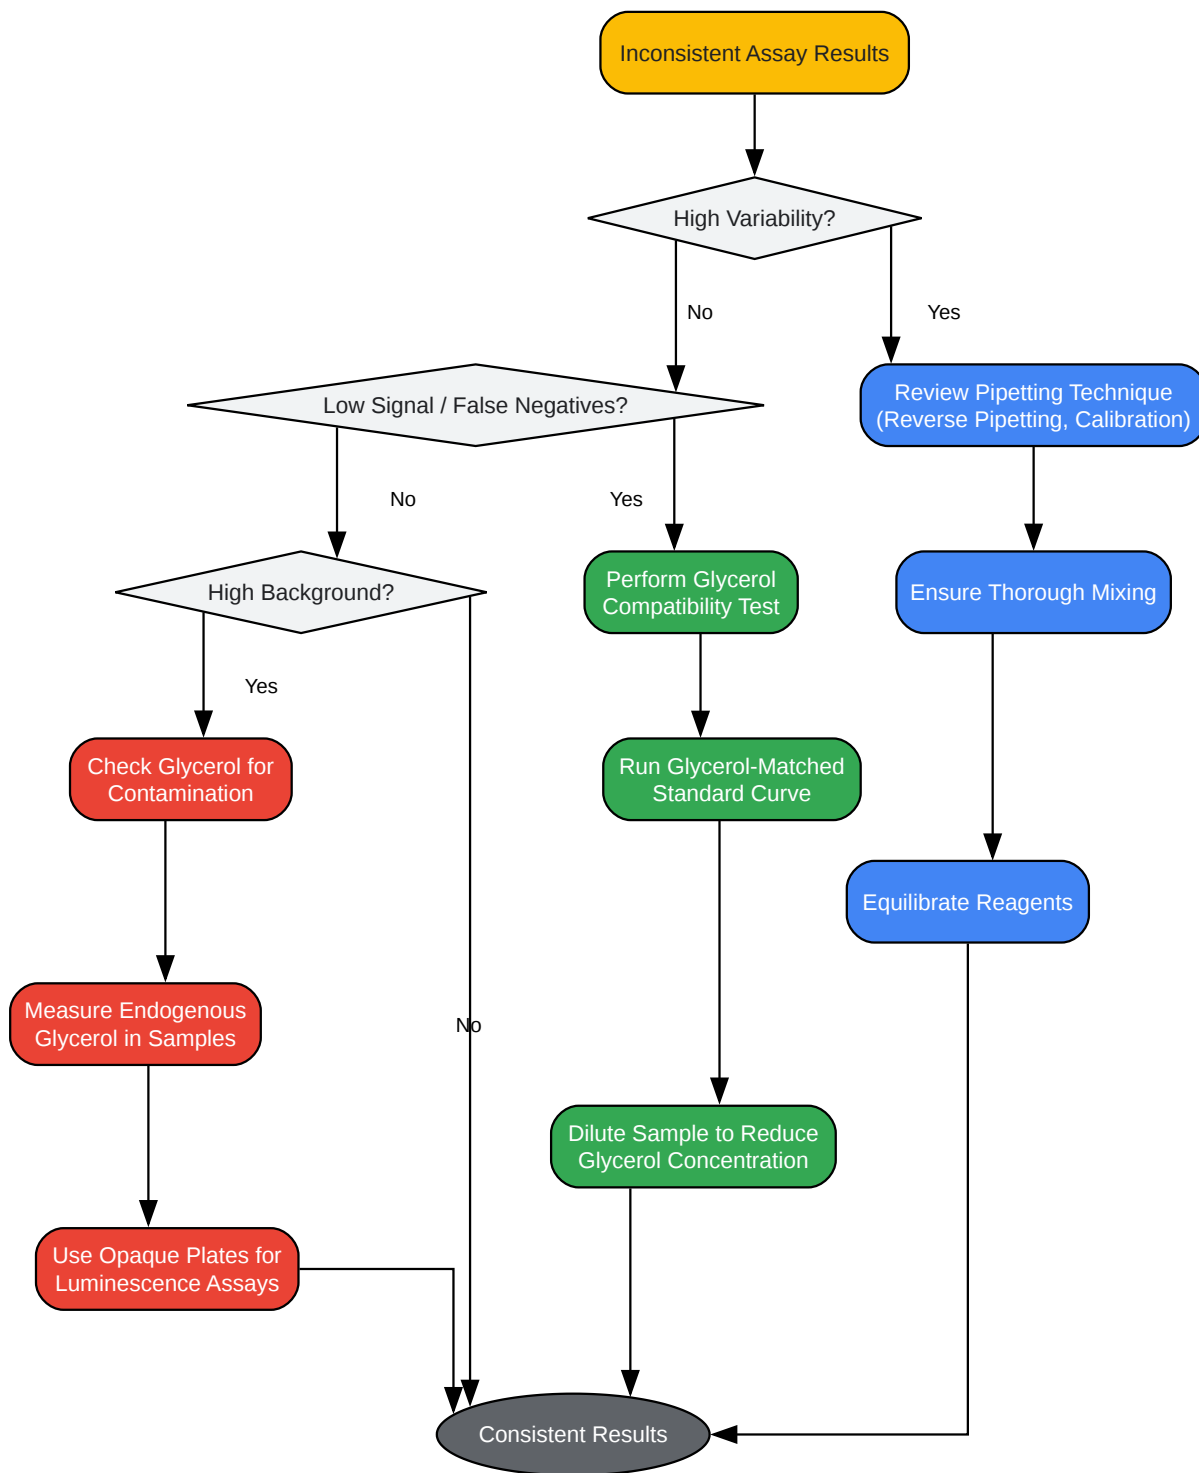 Inconsistent Assay Results
High Variability?
No
Yes
Low Signal / False Negatives?
Review Pipetting Technique
(Reverse Pipetting, Calibration)
No
Yes
High Background?
Perform Glycerol
Compatibility Test
Ensure Thorough Mixing
Yes
Check Glycerol for
Contamination
Run Glycerol-Matched
Standard Curve
Equilibrate Reagents
Measure Endogenous
Glycerol in Samples
No
Dilute Sample to Reduce
Glycerol Concentration
Use Opaque Plates for
Luminescence Assays
Consistent Results